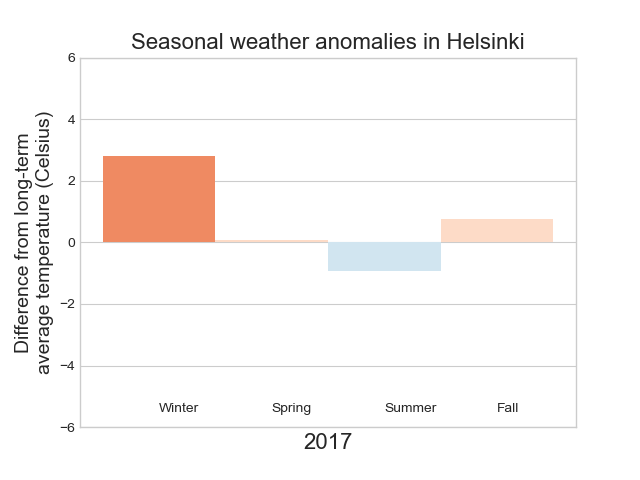 Seasonal weather anomalies in Helsinki
Difference from long-term
average temperature (Celsius)
6
4
2
0
−2
−4
−6
Winter Spring Summer Fall
2017